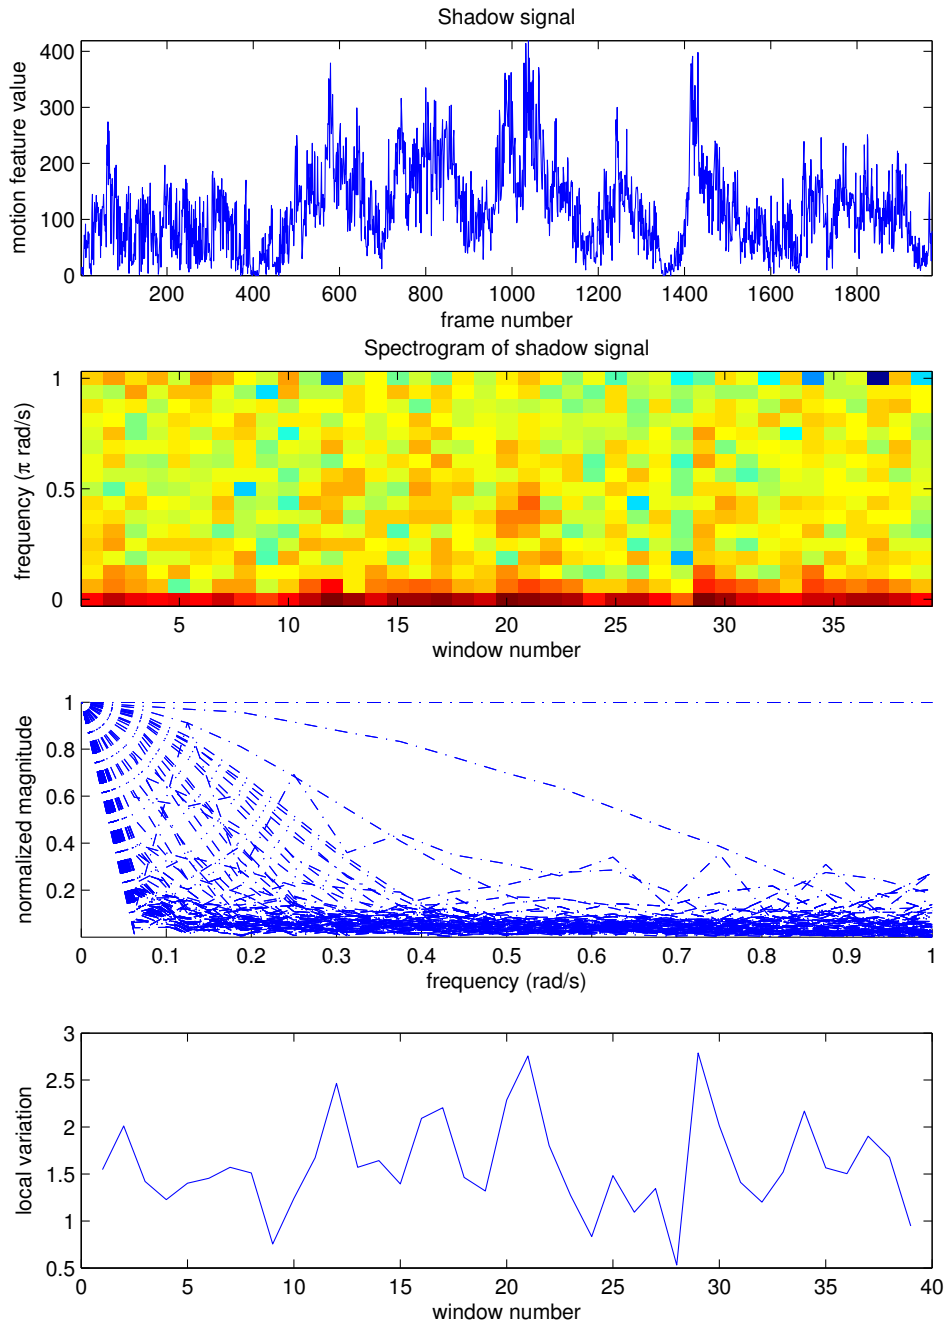 Shadow signal
motion feature value
400
300
200
100
0
200 400 600 800 1000 1200 1400 1600 1800
frame number
Spectrogram of shadow signal
frequency (π rad/s)
1
0.5
0
5 10 15 20 25 30 35
window number
normalized magnitude
1
0.8
0.6
0.4
0.2
0 0.1 0.2 0.3 0.4 0.5 0.6 0.7 0.8 0.9 1
frequency (rad/s)
local variation
3
2.5
2
1.5
1
0.5
0 5 10 15 20 25 30 35 40
window number